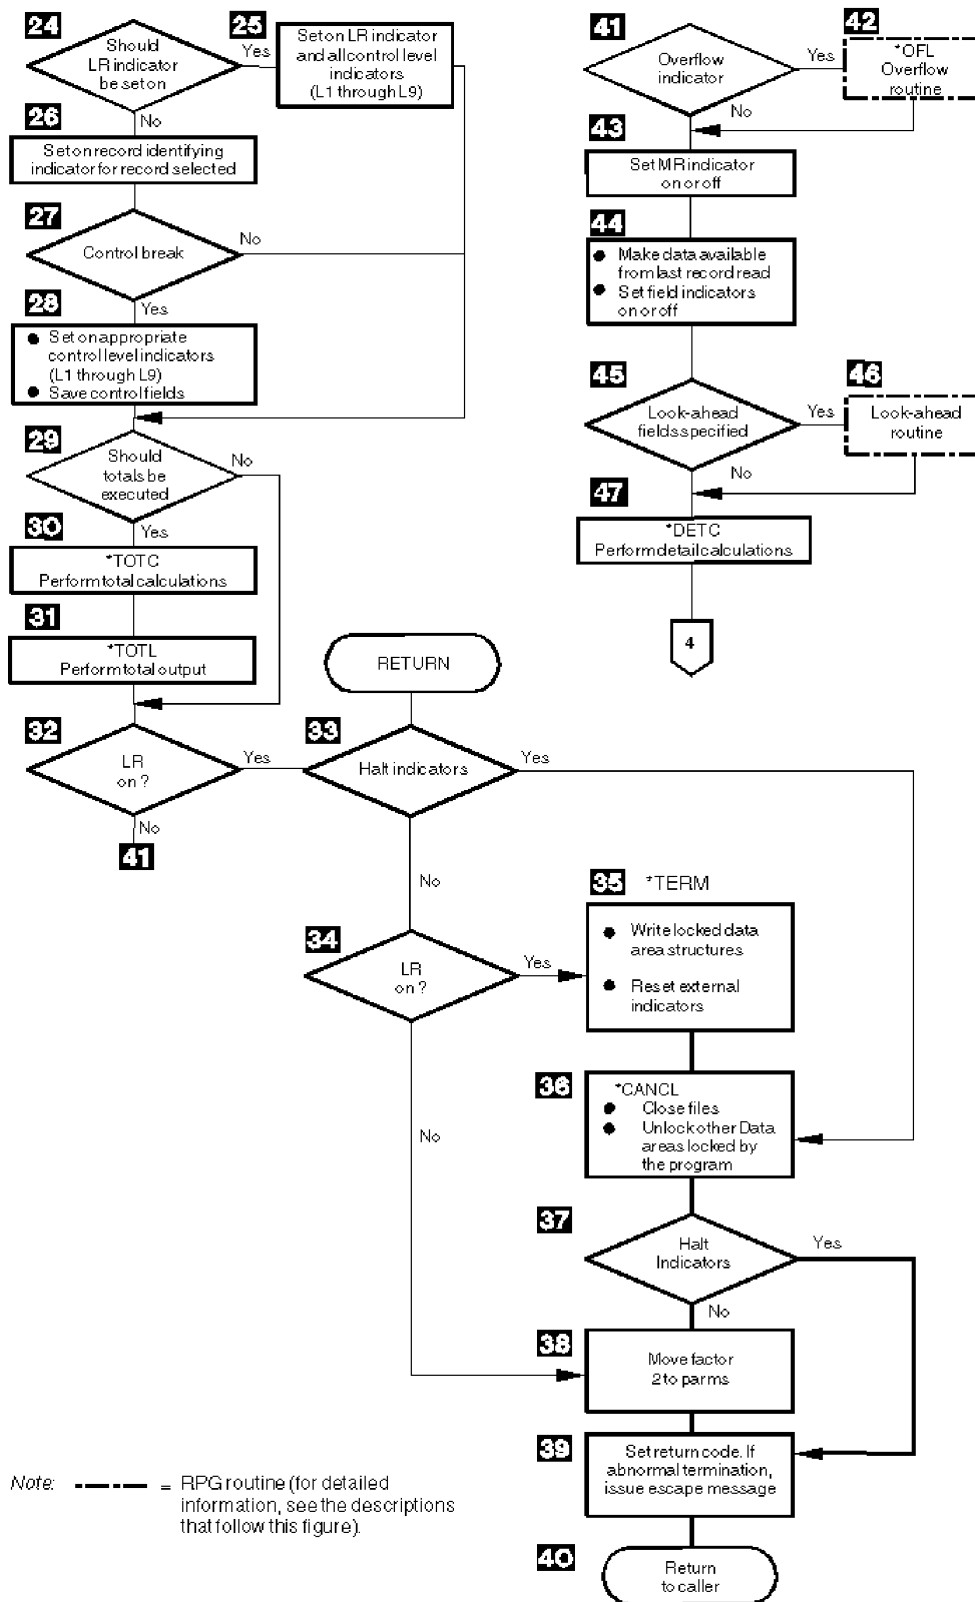 24
Should
LR indicator
be set on
Yes
25
Set on LR indicator
and all control level
indicators
(L1 through L9)
No
26
Set on record identifying
indicator for record selected
27
Control break
No
Yes
28
● Set on appropriate
control level indicators
(L1 through L9)
● Save control fields
29
Should
totals be
executed
No
Yes
30
*TOTC
Perform total calculations
31
*TOTL
Perform total output
32
LR
on ?
Yes
No
41
RETURN
33
Halt indicators
Yes
No
34
LR
on ?
Yes
No
35 *TERM
● Write locked data
area structures
● Reset external
indicators
36
*CANCL
● Close files
● Unlock other Data
areas locked by
the program
37
Halt
Indicators
Yes
No
38
Move factor
2 to parms
39
Set return code. If
abnormal termination,
issue escape message
40
Return
to caller
41
Overflow
indicator
Yes
No
42
*OFL
Overflow
routine
43
Set MR indicator
on or off
44
● Make data available
from last record read
● Set field indicators
on or off
45
Look-ahead
fields specified
Yes
No
46
Look-ahead
routine
47
*DETC
Perform detail calculations
4
Note: = RPG routine (for detailed
information, see the descriptions
that follow this figure).